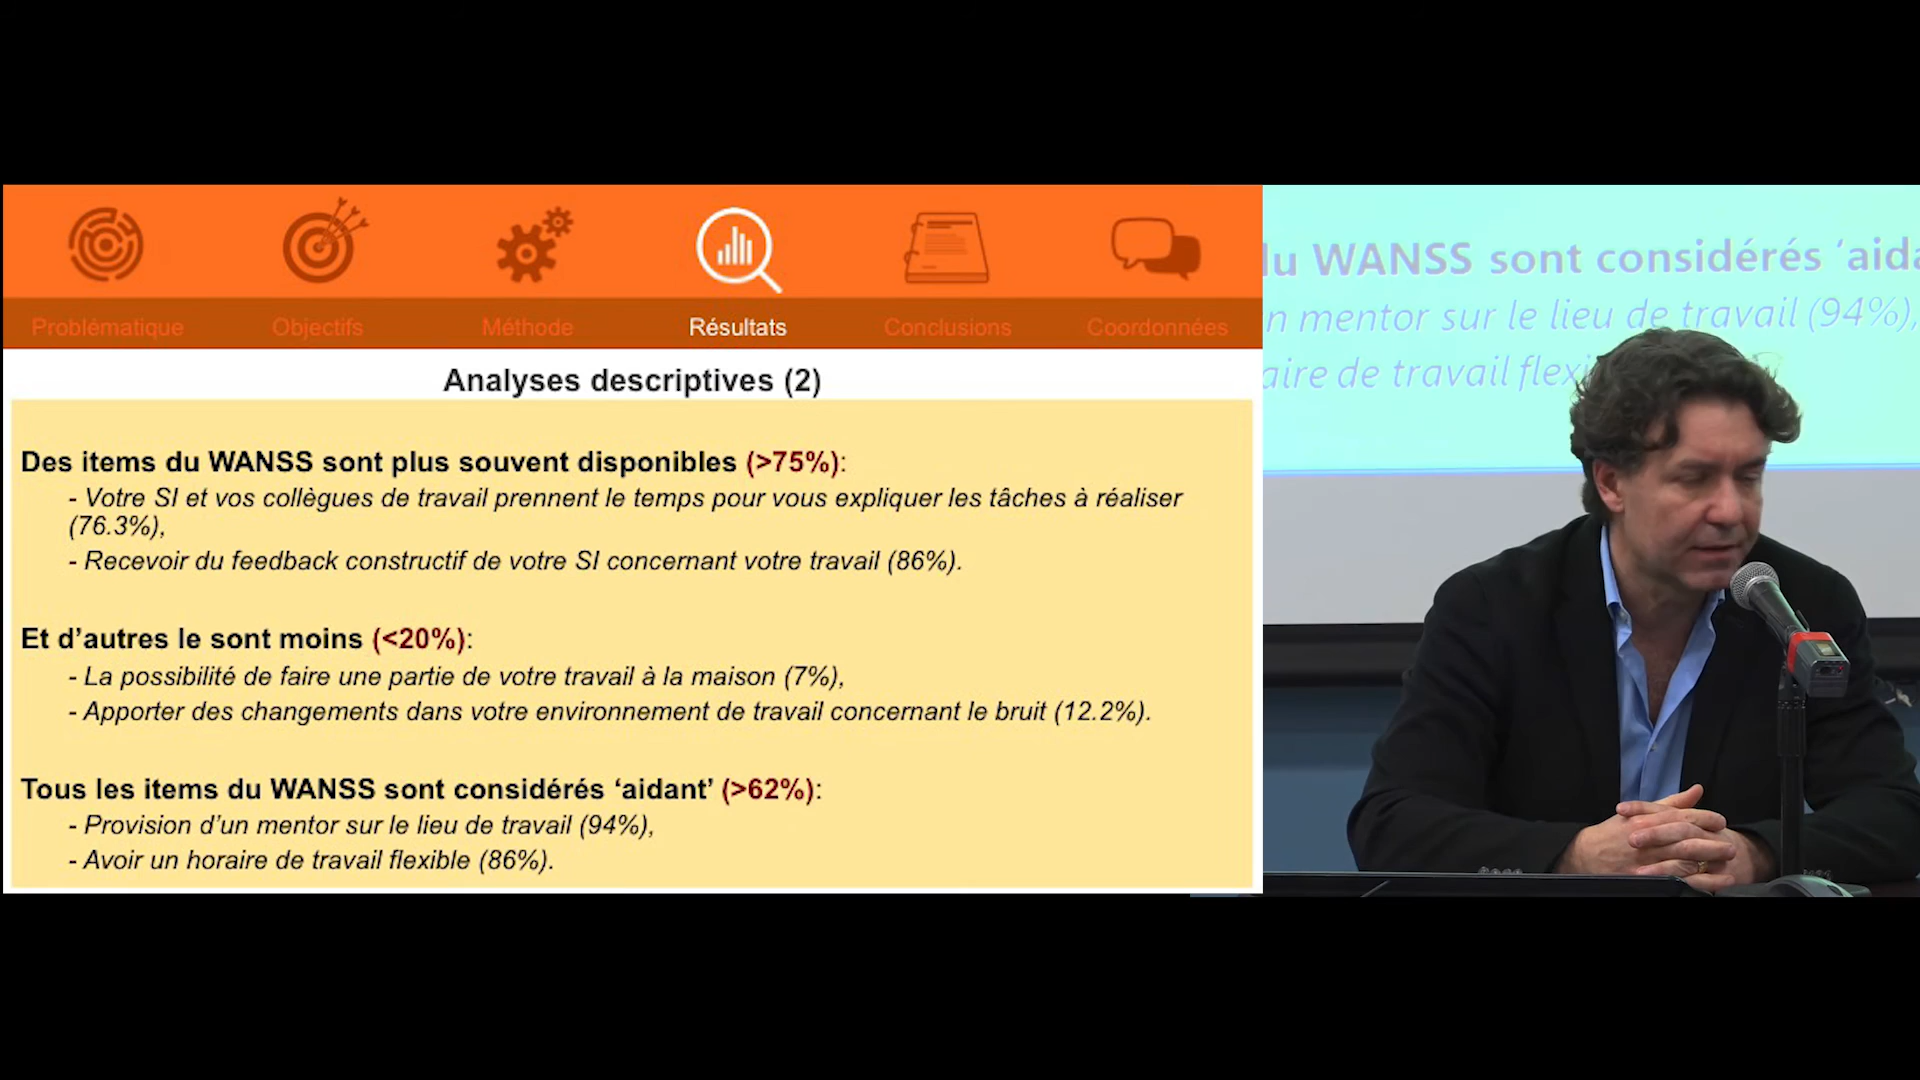 Problématique
Objectifs
Méthode
Résultats
Conclusions
Coordonnées
Analyses descriptives (2)
Des items du WANSS sont plus souvent disponibles (>75%):
- Votre SI et vos collègues de travail prennent le temps pour vous expliquer les tâches à réaliser
(76.3%),
- Recevoir du feedback constructif de votre SI concernant votre travail (86%).
Et d’autres le sont moins (<20%):
- La possibilité de faire une partie de votre travail à la maison (7%),
- Apporter des changements dans votre environnement de travail concernant le bruit (12.2%).
Tous les items du WANSS sont considérés ‘aidant’ (>62%):
- Provision d’un mentor sur le lieu de travail (94%),
- Avoir un horaire de travail flexible (86%).
du WANSS sont considérés ‘aida
n mentor sur le lieu de travail (94%),
aire de travail flexi